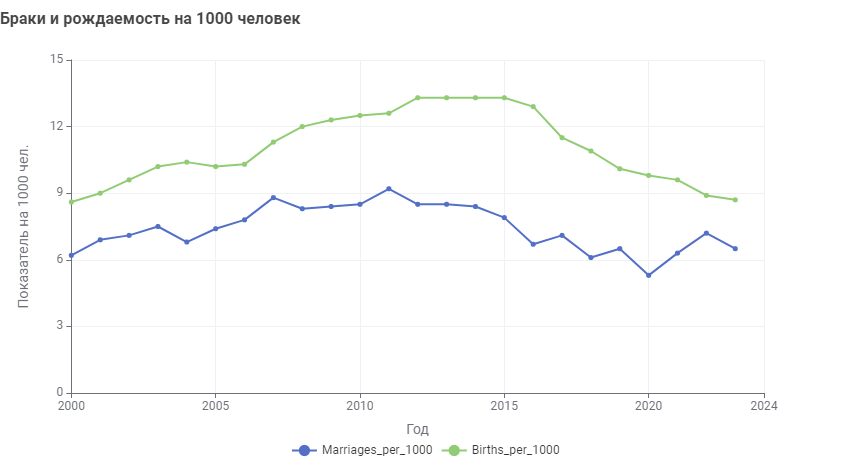 Браки и рождаемость на 1000 человек
Показатель на 1000 чел.
15
12
9
6
3
0
2000 2005 2010 2015 2020 2024
Год
Marriages_per_1000 Births_per_1000